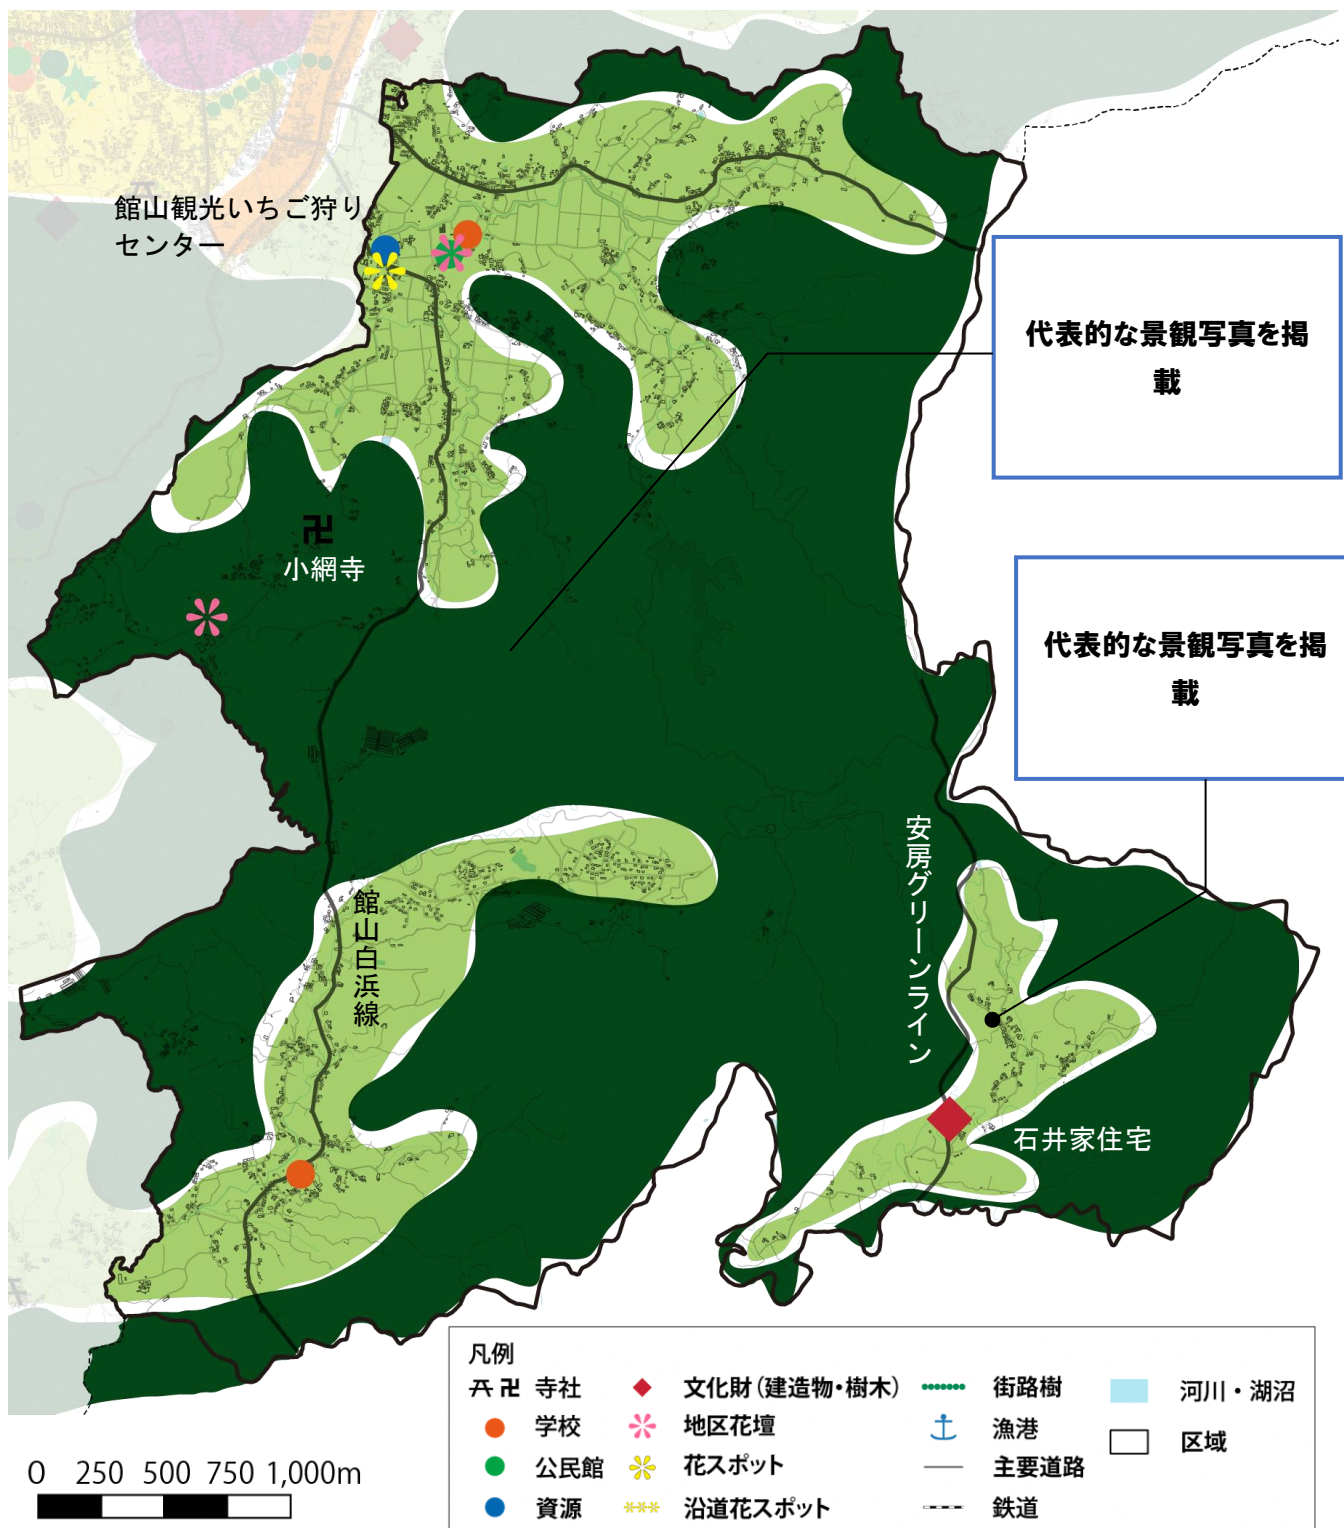 館山観光いちご狩り
センター
代表的な景観写真を掲
載
小網寺
代表的な景観写真を掲
載
安房グリーンライン
館山白浜線
石井家住宅
凡例
卍 寺社
文化財(建造物・樹木)
街路樹
河川・湖沼
学校
地区花壇
漁港
区域
公民館
花スポット
主要道路
資源
沿道花スポット
鉄道
0 250 500 750 1,000m